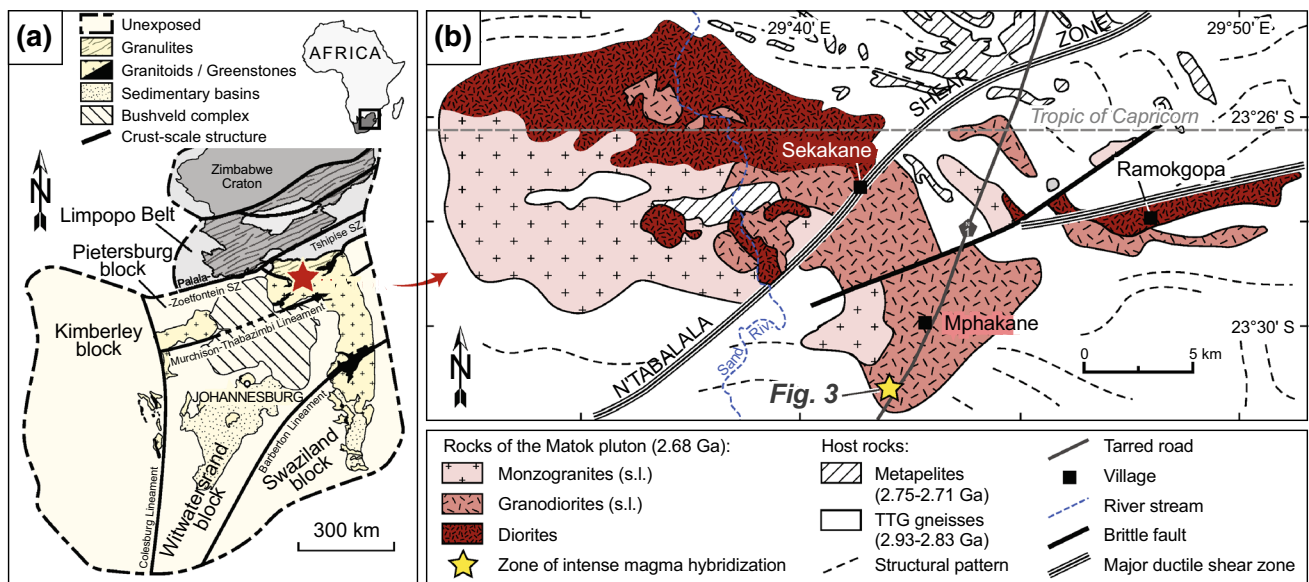 (a)
Unexposed
Granulites
Granitoids / Greenstones
Sedimentary basins
Bushveld complex
Crust-scale structure
AFRICA
N
Zimbabwe
Craton
Limpopo Belt
Pietersburg
block
Tshipise SZ
Palala-
-Zoetfontein SZ
Kimberley
block
Murchison-Thabazimbi Lineament
JOHANNESBURG
Colesburg Lineament
Witwatersrand
block
Barberton Lineament
Swaziland
block
300 km
(b)
29°40' E
29°50' E
ZONE
SHEAR
N'TABALALA
Tropic of Capricorn
23°26' S
Sekakane
Ramokgopa
Mphakane
23°30' S
Sand Riv.
N
0
5 km
Fig. 3
Rocks of the Matok pluton (2.68 Ga):
Monzogranites (s.l.)
Granodiorites (s.l.)
Diorites
Zone of intense magma hybridization
Host rocks:
Metapelites
(2.75-2.71 Ga)
TTG gneisses
(2.93-2.83 Ga)
Structural pattern
Tarred road
Village
River stream
Brittle fault
Major ductile shear zone